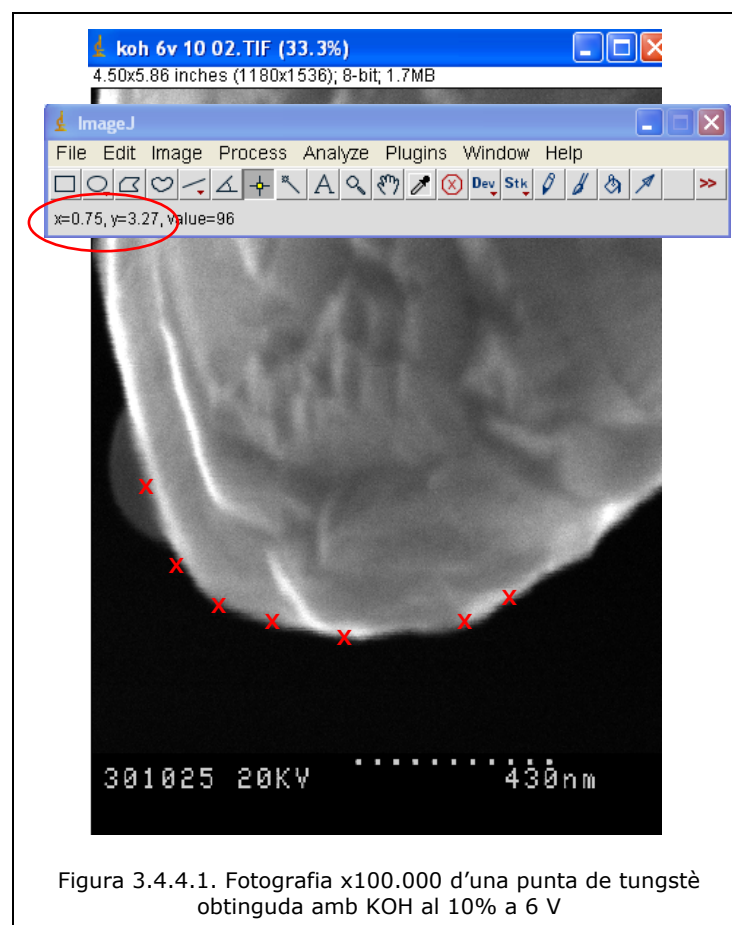 koh 6v 10 02.TIF (33.3%)
4.50x5.86 inches (1180x1536); 8-bit; 1.7MB
ImageJ
File Edit Image Process Analyze Plugins Window Help
A Dev Stk >>
x=0.75, y=3.27, value=96
x
x
x
x
x
x
x
301025 20KV 430nm
Figura 3.4.4.1. Fotografia x100.000 d'una punta de tungstè
obtinguda amb KOH al 10% a 6 V